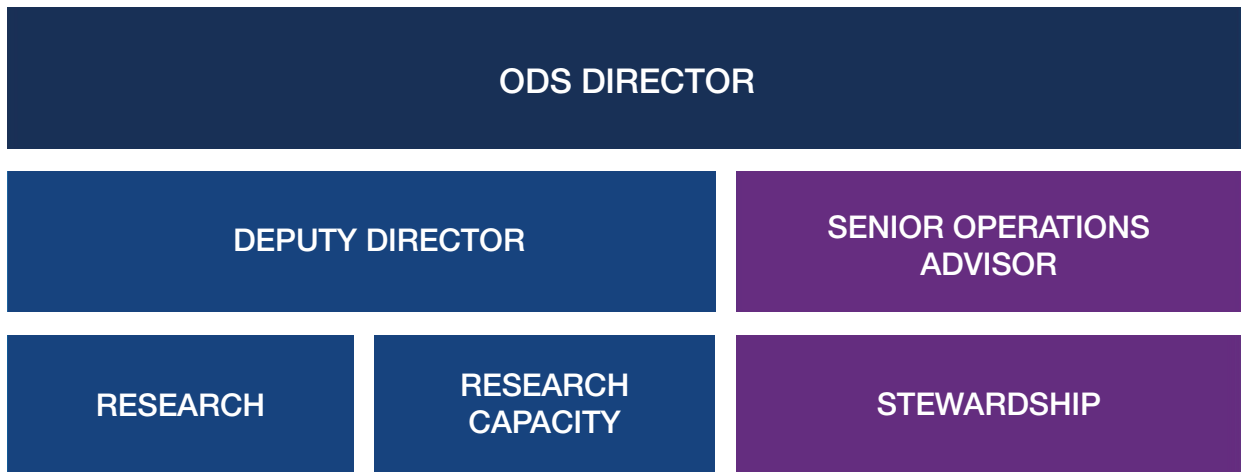 ODS DIRECTOR
DEPUTY DIRECTOR
SENIOR OPERATIONS
ADVISOR
RESEARCH
RESEARCH
CAPACITY
STEWARDSHIP